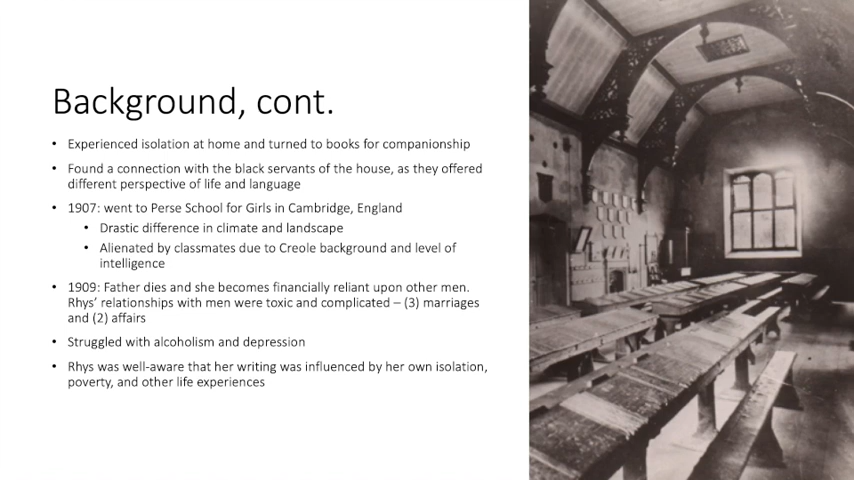 Background, cont.
• Experienced isolation at home and turned to books for companionship
• Found a connection with the black servants of the house, as they offered
different perspective of life and language
• 1907: went to Perse School for Girls in Cambridge, England
• Drastic difference in climate and landscape
• Alienated by classmates due to Creole background and level of
intelligence
• 1909: Father dies and she becomes financially reliant upon other men.
Rhys’ relationships with men were toxic and complicated – (3) marriages
and (2) affairs
• Struggled with alcoholism and depression
• Rhys was well-aware that her writing was influenced by her own isolation,
poverty, and other life experiences